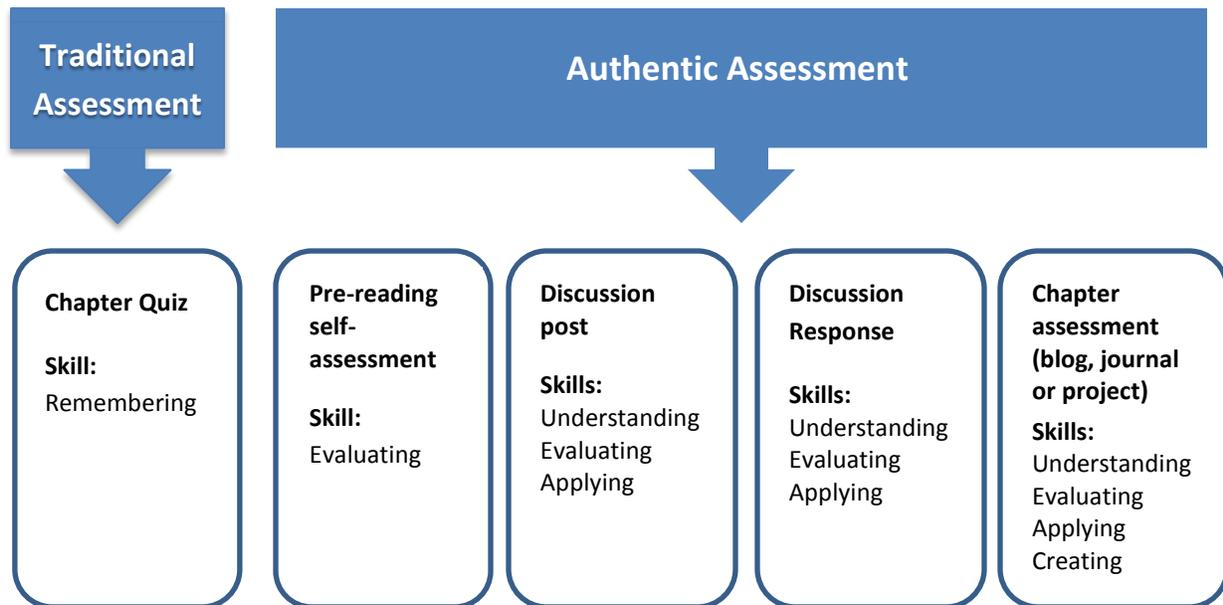 Traditional
Assessment
Authentic Assessment
Chapter Quiz
Skill:
Remembering
Pre-reading
self-
assessment
Skill:
Evaluating
Discussion
post
Skills:
Understanding
Evaluating
Applying
Discussion
Response
Skills:
Understanding
Evaluating
Applying
Chapter
assessment
(blog, journal
or project)
Skills:
Understanding
Evaluating
Applying
Creating